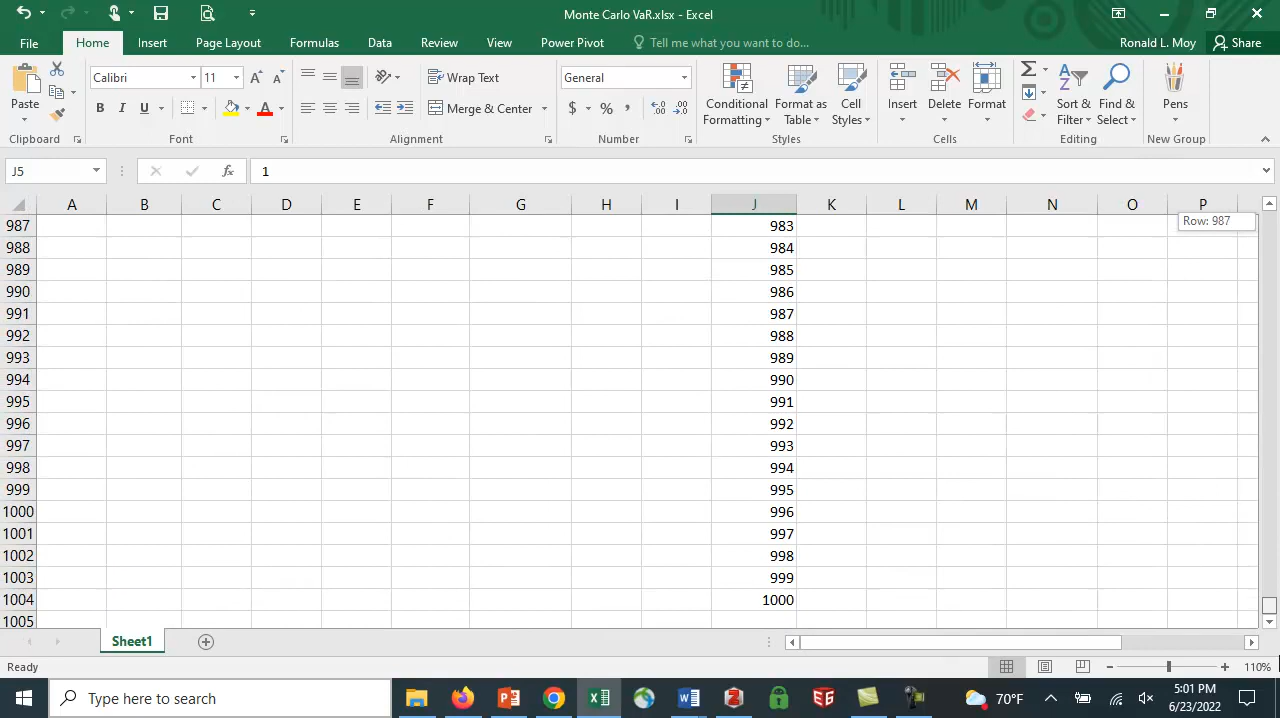 Monte Carlo VaR.xlsx - Excel
File Home Insert Page Layout Formulas Data Review View Power Pivot Tell me what you want to do... Ronald L. Moy Share
Calibri 11 Wrap Text General
Paste B I U A Merge & Center $ % , Conditional Formatting Format as Table Cell Styles Insert Delete Format Sort & Filter Find & Select Pens
Clipboard Font Alignment Number Styles Cells Editing New Group
J5 fx 1
A B C D E F G H I J K L M N O P
Row: 987
987 983
988 984
989 985
990 986
991 987
992 988
993 989
994 990
995 991
996 992
997 993
998 994
999 995
1000 996
1001 997
1002 998
1003 999
1004 1000
1005
Sheet1
Ready 110%
Type here to search 70°F 5:01 PM
6/23/2022